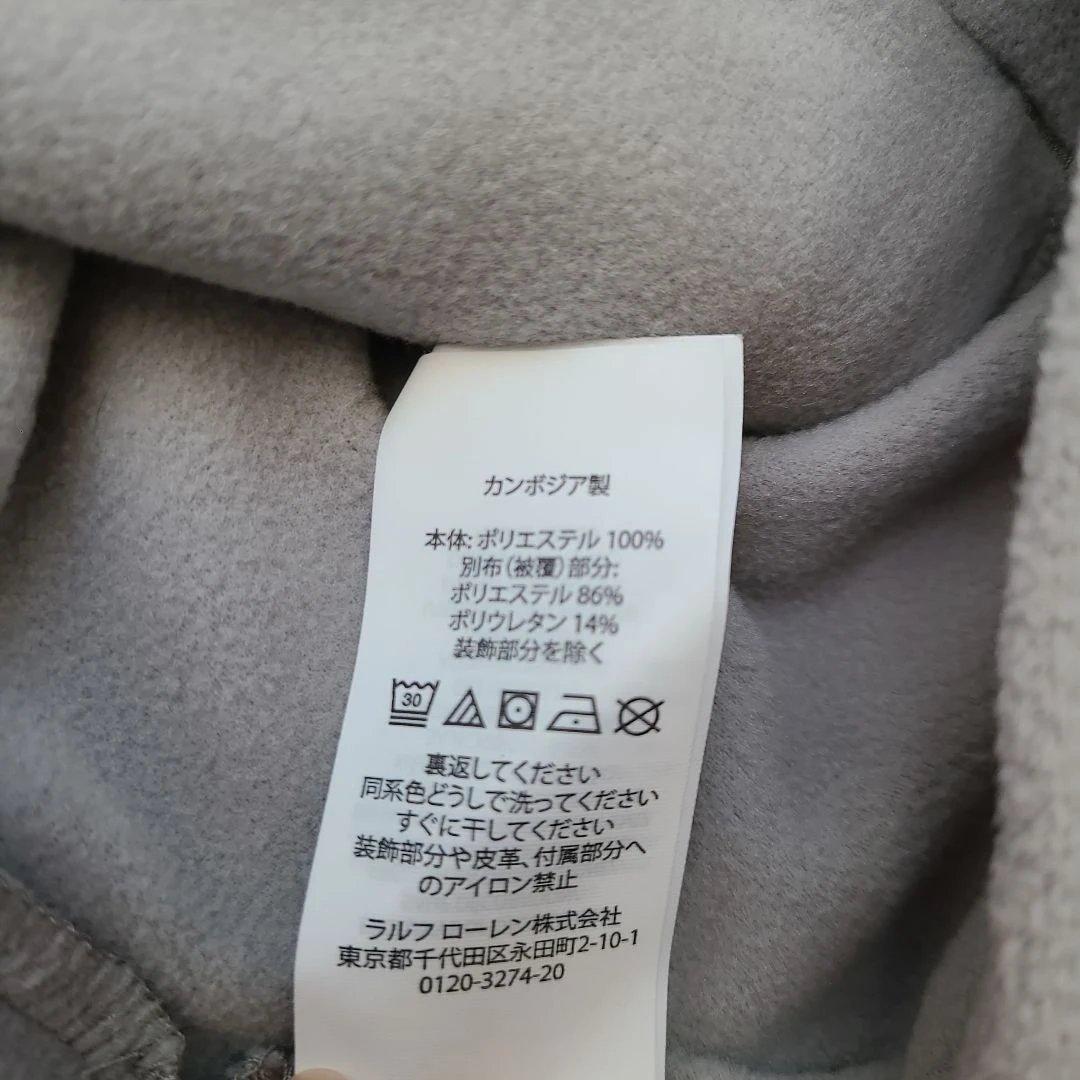 カンボジア製
本体: ポリエステル 100%
別布(被覆)部分:
ポリエステル 86%
ポリウレタン 14%
装飾部分を除く
30
裏返してください
同系色どうしで洗ってください
すぐに干してください
装飾部分や皮革、付属部分へ
のアイロン禁止
ラルフ ローレン株式会社
東京都千代田区永田町2-10-1
0120-3274-20